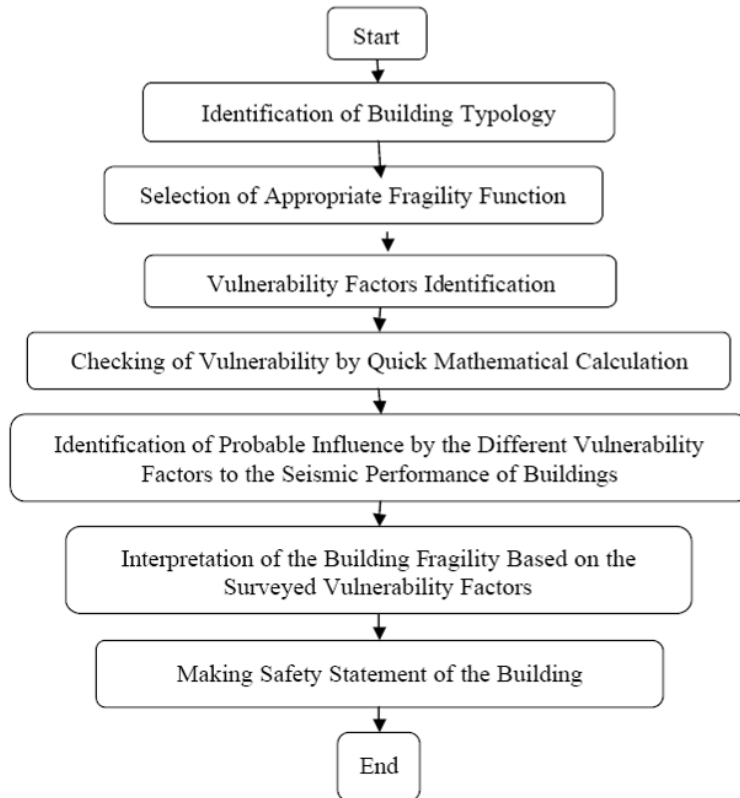 Start
Identification of Building Typology
Selection of Appropriate Fragility Function
Vulnerability Factors Identification
Checking of Vulnerability by Quick Mathematical Calculation
Identification of Probable Influence by the Different Vulnerability
Factors to the Seismic Performance of Buildings
Interpretation of the Building Fragility Based on the
Surveyed Vulnerability Factors
Making Safety Statement of the Building
End